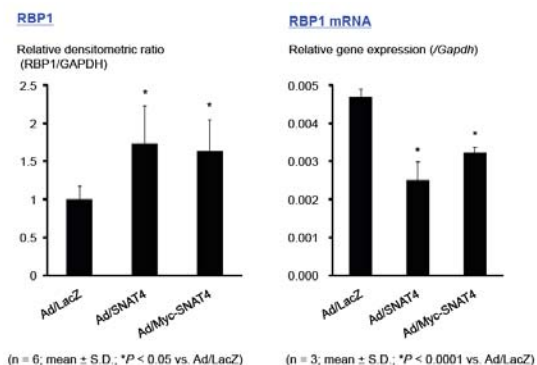 RBP1
Relative densitometric ratio
(RBP1/GAPDH)
2.5
2
1.5
1
0.5
0
*
*
Ad/LacZ
Ad/SNAT4
Ad/Myc-SNAT4
(n = 6; mean ± S.D.; *P < 0.05 vs. Ad/LacZ)
RBP1 mRNA
Relative gene expression (/Gapdh)
0.005
0.004
0.003
0.002
0.001
0.000
*
*
Ad/LacZ
Ad/SNAT4
Ad/Myc-SNAT4
(n = 3; mean ± S.D.; *P < 0.0001 vs. Ad/LacZ)